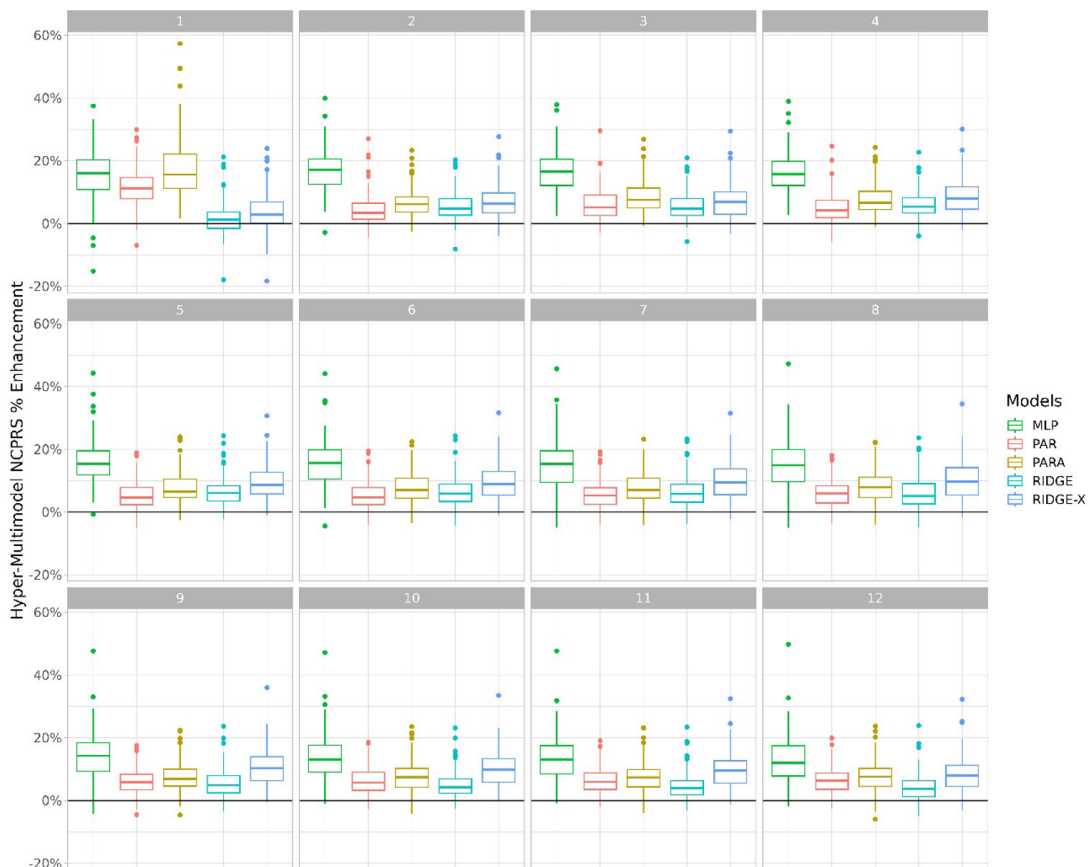 1 2 3 4
60%
40%
20%
0%
-20%
5 6 7 8
60%
40%
20%
0%
-20%
9 10 11 12
60%
40%
20%
0%
-20%
Hyper-Multimodel NCPRS % Enhancement
Models
MLP
PAR
PARA
RIDGE
RIDGE-X